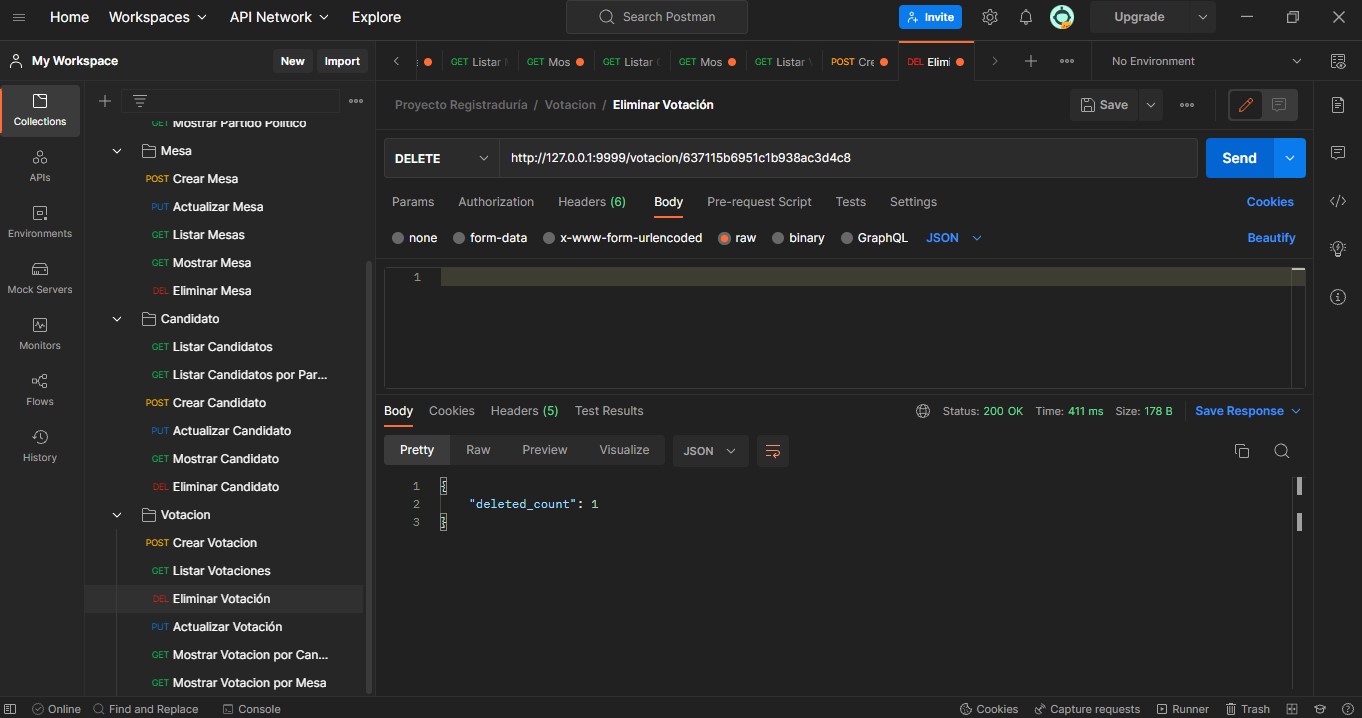 Home Workspaces API Network Explore Search Postman Invite Upgrade
My Workspace New Import
GET Listar GET Mos GET Listar GET Mos GET Listar POST Cre DEL Elimi No Environment
Collections
APIs
Environments
Mock Servers
Monitors
Flows
History
GET Mostrar Partido Politico
Mesa
POST Crear Mesa
PUT Actualizar Mesa
GET Listar Mesas
GET Mostrar Mesa
DEL Eliminar Mesa
Candidato
GET Listar Candidatos
GET Listar Candidatos por Par...
POST Crear Candidato
PUT Actualizar Candidato
GET Mostrar Candidato
DEL Eliminar Candidato
Votacion
POST Crear Votacion
GET Listar Votaciones
DEL Eliminar Votación
PUT Actualizar Votación
GET Mostrar Votacion por Can...
GET Mostrar Votacion por Mesa
Proyecto Registraduría / Votacion / Eliminar Votación Save
DELETE http://127.0.0.1:9999/votacion/637115b6951c1b938ac3d4c8 Send
Params Authorization Headers (6) Body Pre-request Script Tests Settings Cookies
none form-data x-www-form-urlencoded raw binary GraphQL JSON Beautify
1
Body Cookies Headers (5) Test Results Status: 200 OK Time: 411 ms Size: 178 B Save Response
Pretty Raw Preview Visualize JSON
1 {
2 "deleted_count": 1
3 }
Online Find and Replace Console Cookies Capture requests Runner Trash